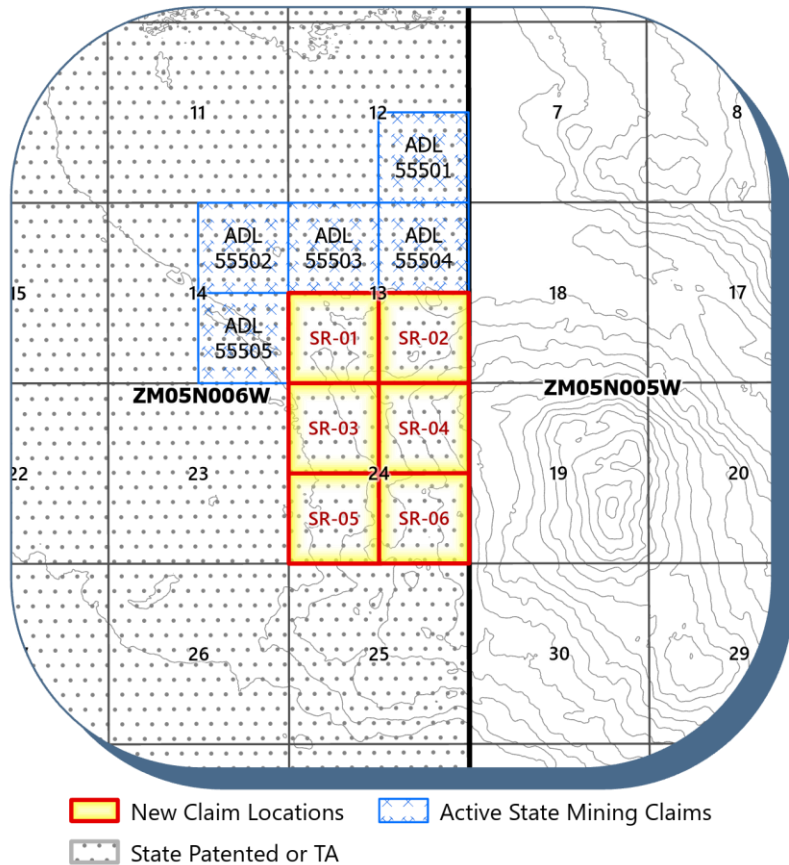 11
12
7
8
ADL
55501
ADL
55502
ADL
55503
ADL
55504
15
14
13
18
17
ADL
55505
SR-01
SR-02
ZM05N006W
ZM05N005W
SR-03
SR-04
22
23
24
19
20
SR-05
SR-06
26
25
30
29
New Claim Locations
Active State Mining Claims
State Patented or TA